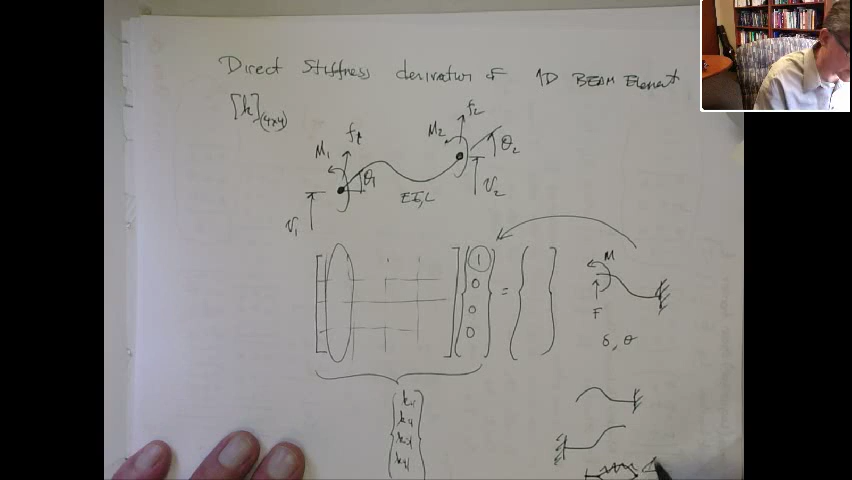 Direct Stiffness derivation of 1D BEAM Element
[k](4x4)
M1 f1 θ1
M2 f2 θ2
v1 EI,L v2
1
0
0
0
=
M
F
δ, θ
k11
k21
k31
k41